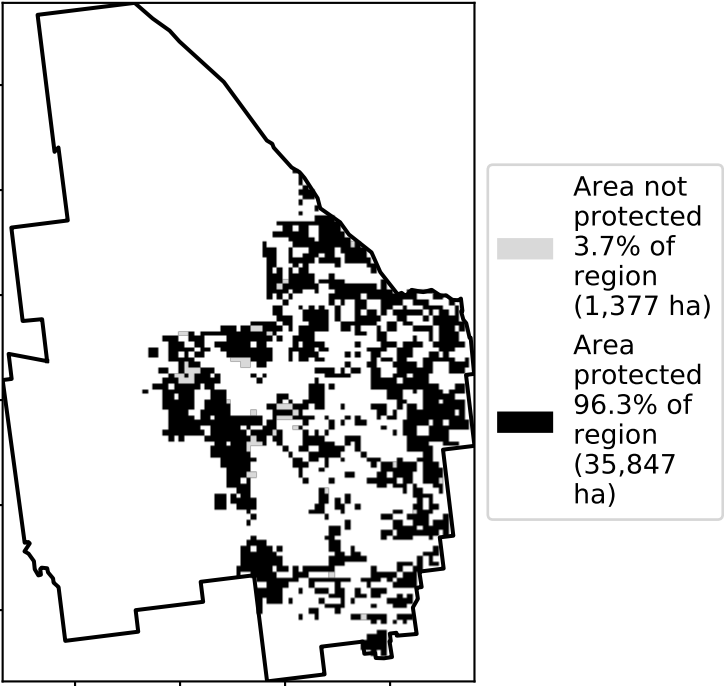 Area not
protected
3.7% of
region
(1,377 ha)
Area
protected
96.3% of
region
(35,847
ha)